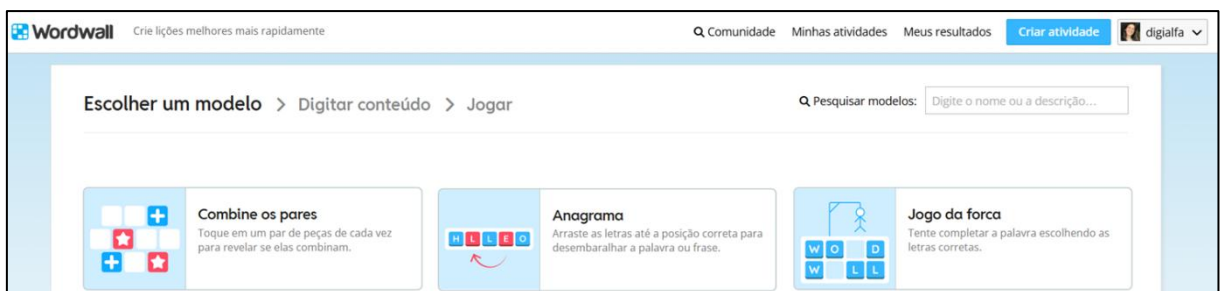 Wordwall Crie lições melhores mais rapidamente Comunidade Minhas atividades Meus resultados Criar atividade digialfa
Escolher um modelo > Digitar conteúdo > Jogar Pesquisar modelos: Digite o nome ou a descrição...
Combine os pares
Toque em um par de peças de cada vez
para revelar se elas combinam.
H L L E O
Anagrama
Arraste as letras até a posição correta para
desembaralhar a palavra ou frase.
W O D
W L L
Jogo da forca
Tente completar a palavra escolhendo as
letras corretas.